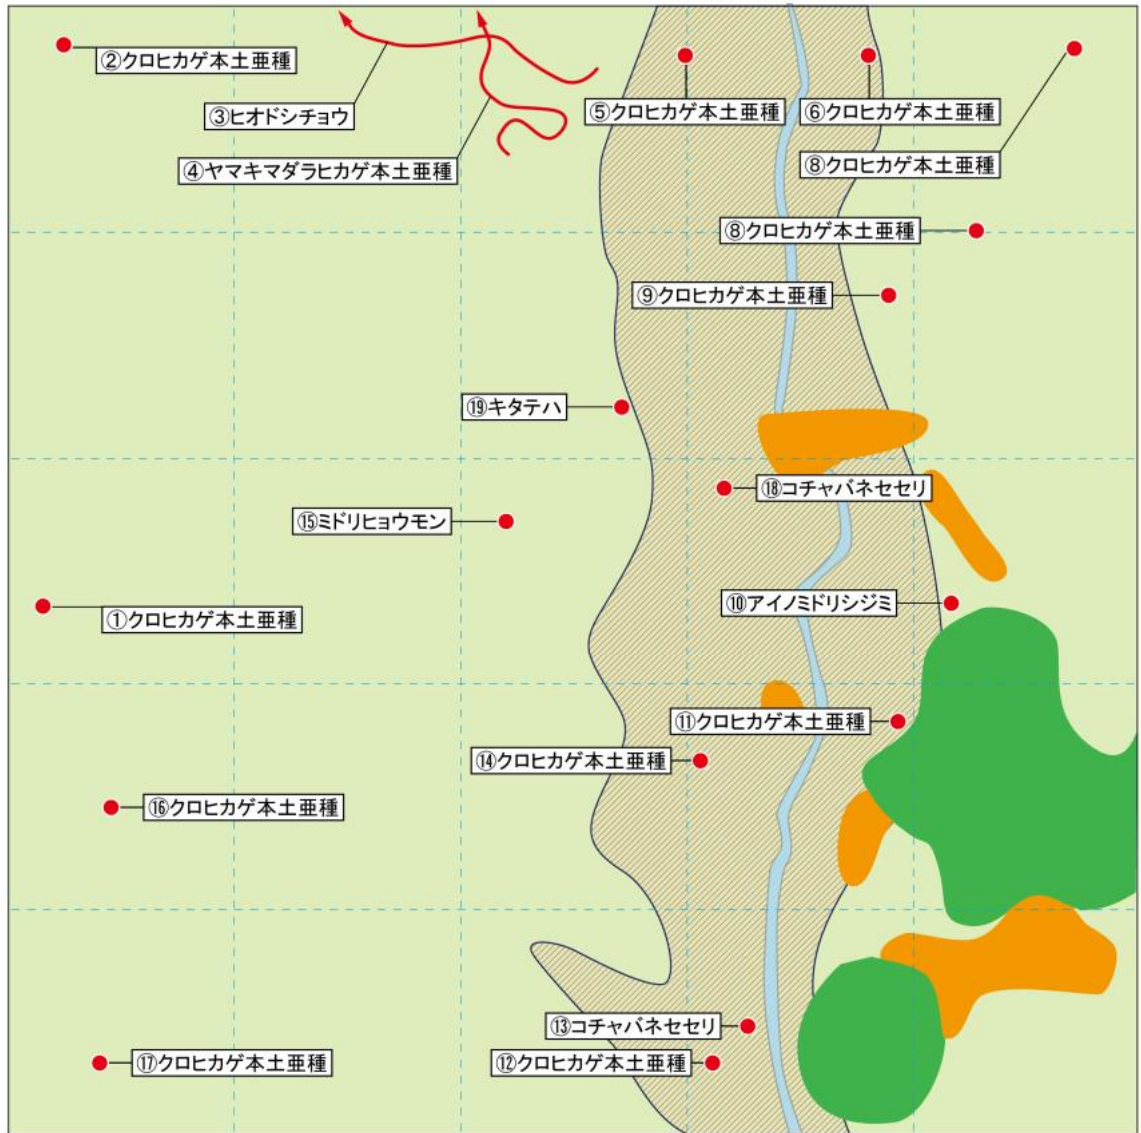 ②クロヒカゲ本土亜種
③ヒオドシチョウ
④ヤマキマダラヒカゲ本土亜種
⑤クロヒカゲ本土亜種
⑥クロヒカゲ本土亜種
⑧クロヒカゲ本土亜種
⑧クロヒカゲ本土亜種
⑨クロヒカゲ本土亜種
⑲キタテハ
⑱コチャバネセセリ
⑮ミドリヒョウモン
⑩アイノミドリシジミ
①クロヒカゲ本土亜種
⑪クロヒカゲ本土亜種
⑭クロヒカゲ本土亜種
⑯クロヒカゲ本土亜種
⑬コチャバネセセリ
⑰クロヒカゲ本土亜種
⑫クロヒカゲ本土亜種